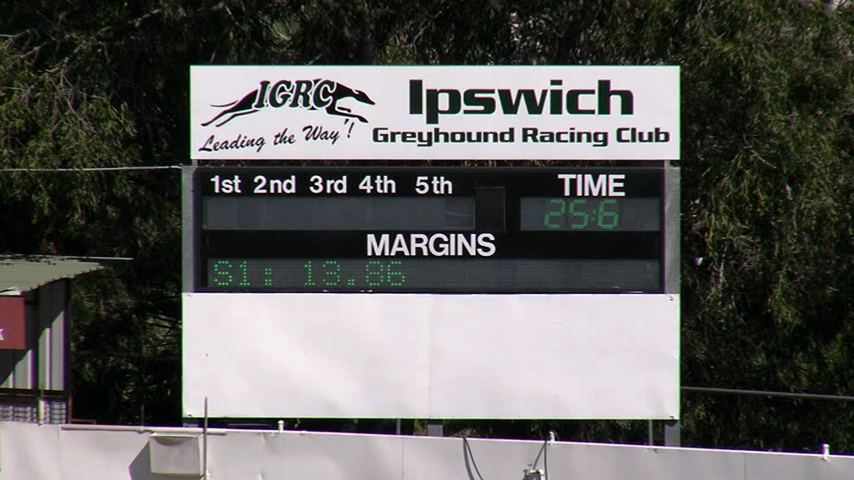 IGRC
Leading the Way!
Ipswich
Greyhound Racing Club
1st 2nd 3rd 4th 5th
TIME
25:6
MARGINS
S1: 13.86